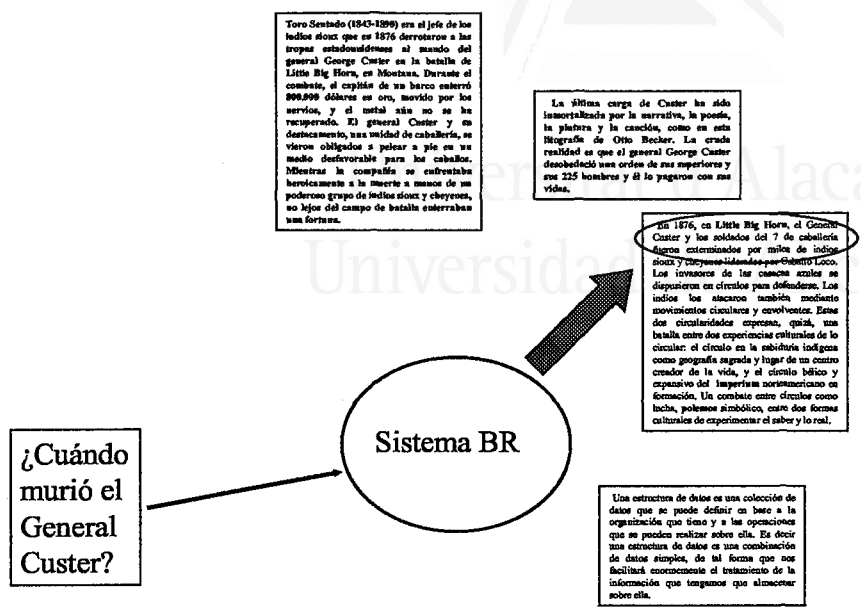 Toro Sentado (1843-1890) era el jefe de los
indios sioux que en 1876 derrotaron a las
tropas estadounidenses al mando del
general George Custer en la batalla de
Little Big Horn, en Montana. Durante el
combate, el capitán de un barco enterró
800.000 dólares en oro, movido por los
nervios, y el metal aún no se ha
recuperado. El general Custer y su
destacamento, una unidad de caballería, se
vieron obligados a pelear a pie en un
medio desfavorable para los caballos.
Mientras la compañía se enfrentaba
heroicamente a la muerte a manos de un
poderoso grupo de indios sioux y cheyenes,
no lejos del campo de batalla enterraban
una fortuna.
La última carga de Custer ha sido
inmortalizada por la narrativa, la poesía,
la pintura y la canción, como en esta
litografía de Otto Becker. La cruda
realidad es que el general George Custer
desobedeció una orden de sus superiores y
sus 225 hombres y él lo pagaron con sus
vidas.
En 1876, en Little Big Horn, el General
Custer y los soldados del 7 de caballería
fueron exterminados por miles de indios
sioux y cheyenes liderados por Caballo Loco.
Los invasores de las casacas azules se
dispusieron en círculos para defenderse. Los
indios los atacaron también mediante
movimientos circulares y envolventes. Estas
dos circularidades expresan, quizá, una
batalla entre dos experiencias culturales de lo
circular: el círculo en la sabiduría indígena
como geografía sagrada y lugar de un centro
creador de la vida, y el círculo bélico y
expansivo del imperium norteamericano en
formación. Un combate entre círculos como
lucha, polemos simbólico, entre dos formas
culturales de experimentar el saber y lo real.
Sistema BR
¿Cuándo
murió el
General
Custer?
Una estructura de datos es una colección de
datos que se puede definir en base a la
organización que tiene y a las operaciones
que se pueden realizar sobre ella. Es decir
una estructura de datos es una combinación
de datos simples, de tal forma que nos
facilitará enormemente el tratamiento de la
información que tengamos que almacenar
sobre ella.